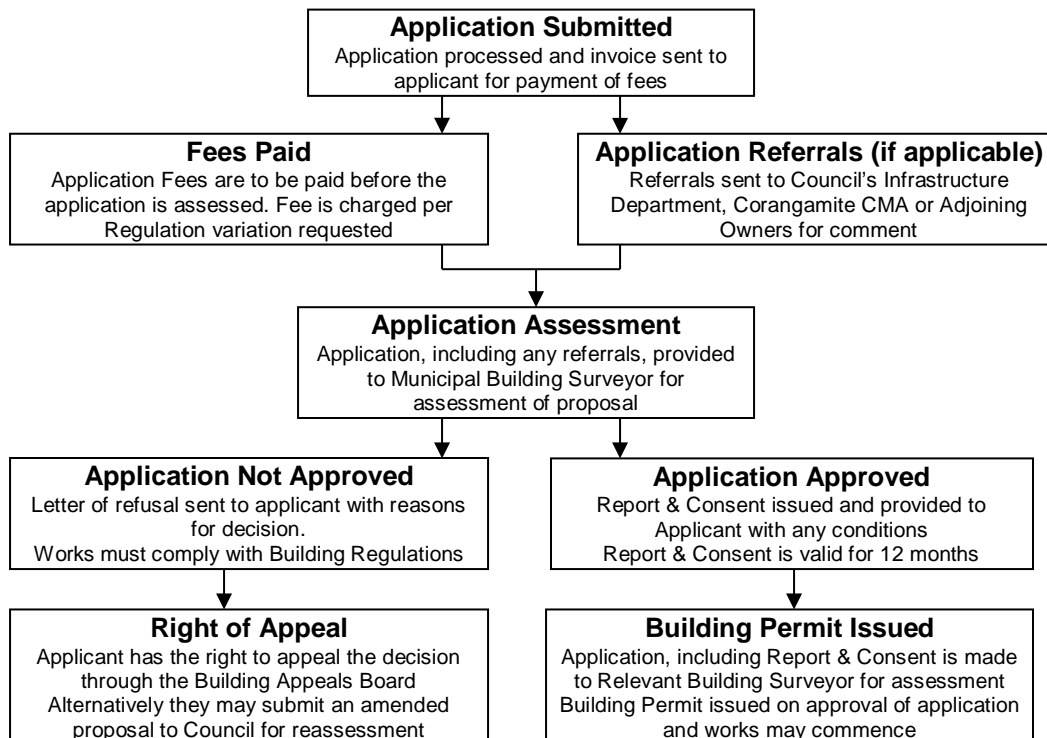 Application Submitted
Application processed and invoice sent to
applicant for payment of fees
Fees Paid
Application Fees are to be paid before the
application is assessed. Fee is charged per
Regulation variation requested
Application Referrals (if applicable)
Referrals sent to Council's Infrastructure
Department, Corangamite CMA or Adjoining
Owners for comment
Application Assessment
Application, including any referrals, provided
to Municipal Building Surveyor for
assessment of proposal
Application Not Approved
Letter of refusal sent to applicant with reasons
for decision.
Works must comply with Building Regulations
Application Approved
Report & Consent issued and provided to
Applicant with any conditions
Report & Consent is valid for 12 months
Right of Appeal
Applicant has the right to appeal the decision
through the Building Appeals Board
Alternatively they may submit an amended
proposal to Council for reassessment
Building Permit Issued
Application, including Report & Consent is made
to Relevant Building Surveyor for assessment
Building Permit issued on approval of application
and works may commence